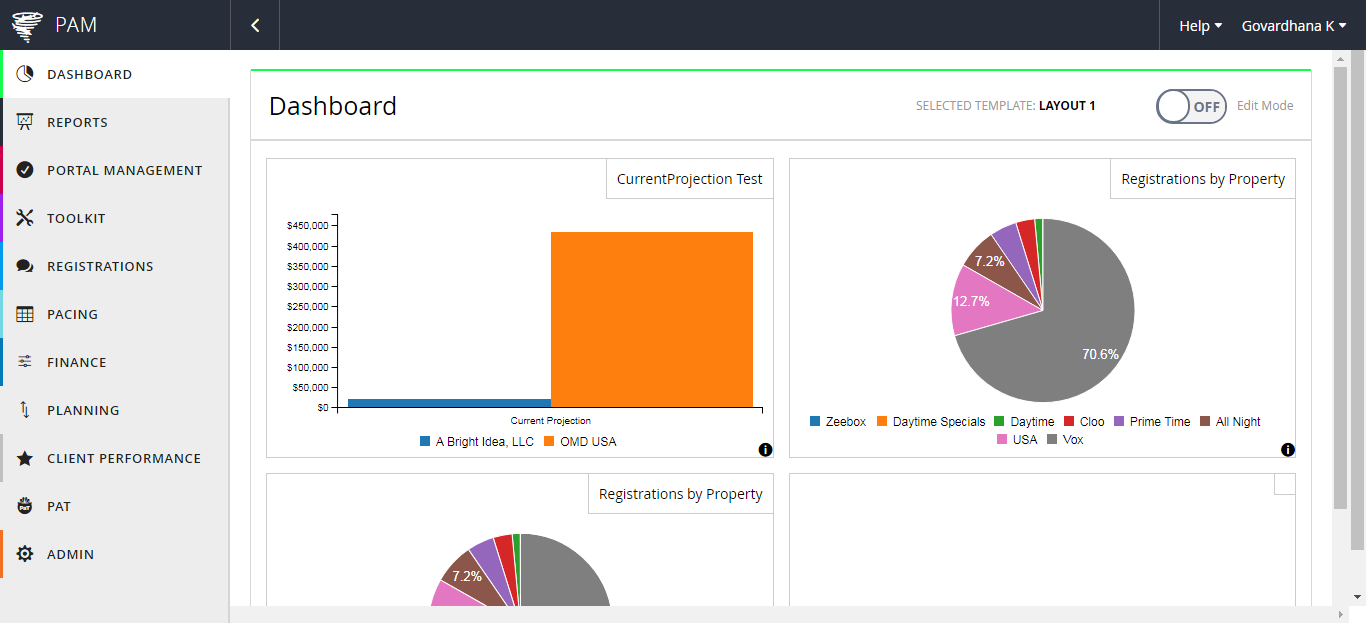 PAM
Help
Govardhana K
DASHBOARD
REPORTS
PORTAL MANAGEMENT
TOOLKIT
REGISTRATIONS
PACING
FINANCE
PLANNING
CLIENT PERFORMANCE
PAT
ADMIN
Dashboard
SELECTED TEMPLATE: LAYOUT 1
OFF
Edit Mode
CurrentProjection Test
$450,000
$400,000
$350,000
$300,000
$250,000
$200,000
$150,000
$100,000
$50,000
$0
Current Projection
A Bright Idea, LLC OMD USA
Registrations by Property
7.2%
12.7%
70.6%
Zeebox Daytime Specials Daytime Cloo Prime Time All Night
USA Vox
Registrations by Property
7.2%